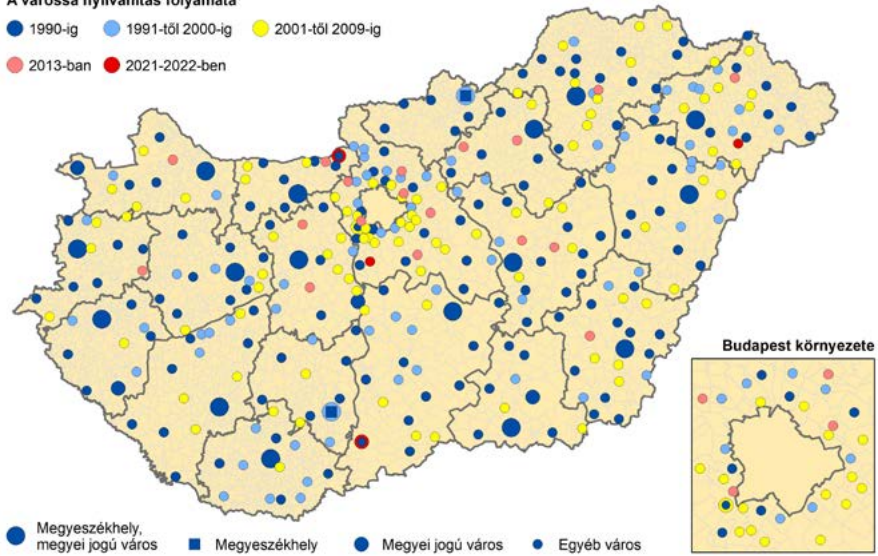 A várossá nyilvánítás folyamata
1990-ig
1991-től 2000-ig
2001-től 2009-ig
2013-ban
2021-2022-ben
Budapest környezete
Megyeszékhely,
megyei jogú város
Megyeszékhely
Megyei jogú város
Egyéb város